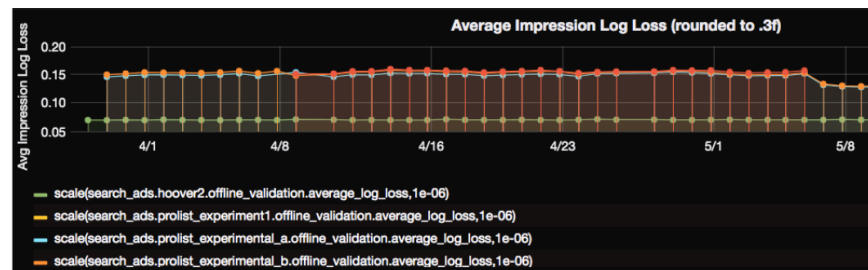 Average Impression Log Loss (rounded to .3f)
Avg Impression Log Loss
0.20
0.15
0.10
0.05
4/1 4/8 4/16 4/23 5/1 5/8
scale(search_ads.hoover2.offline_validation.average_log_loss,1e-06)
scale(search_ads.prolist_experiment1.offline_validation.average_log_loss,1e-06)
scale(search_ads.prolist_experimental_a.offline_validation.average_log_loss,1e-06)
scale(search_ads.prolist_experimental_b.offline_validation.average_log_loss,1e-06)